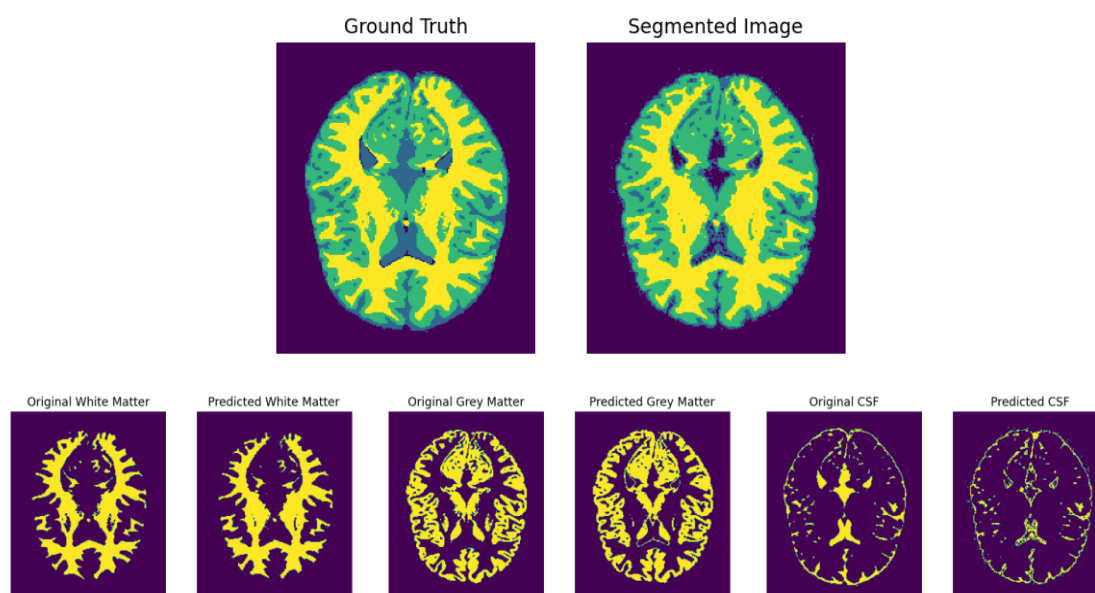 Ground Truth
Segmented Image
Original White Matter
Predicted White Matter
Original Grey Matter
Predicted Grey Matter
Original CSF
Predicted CSF